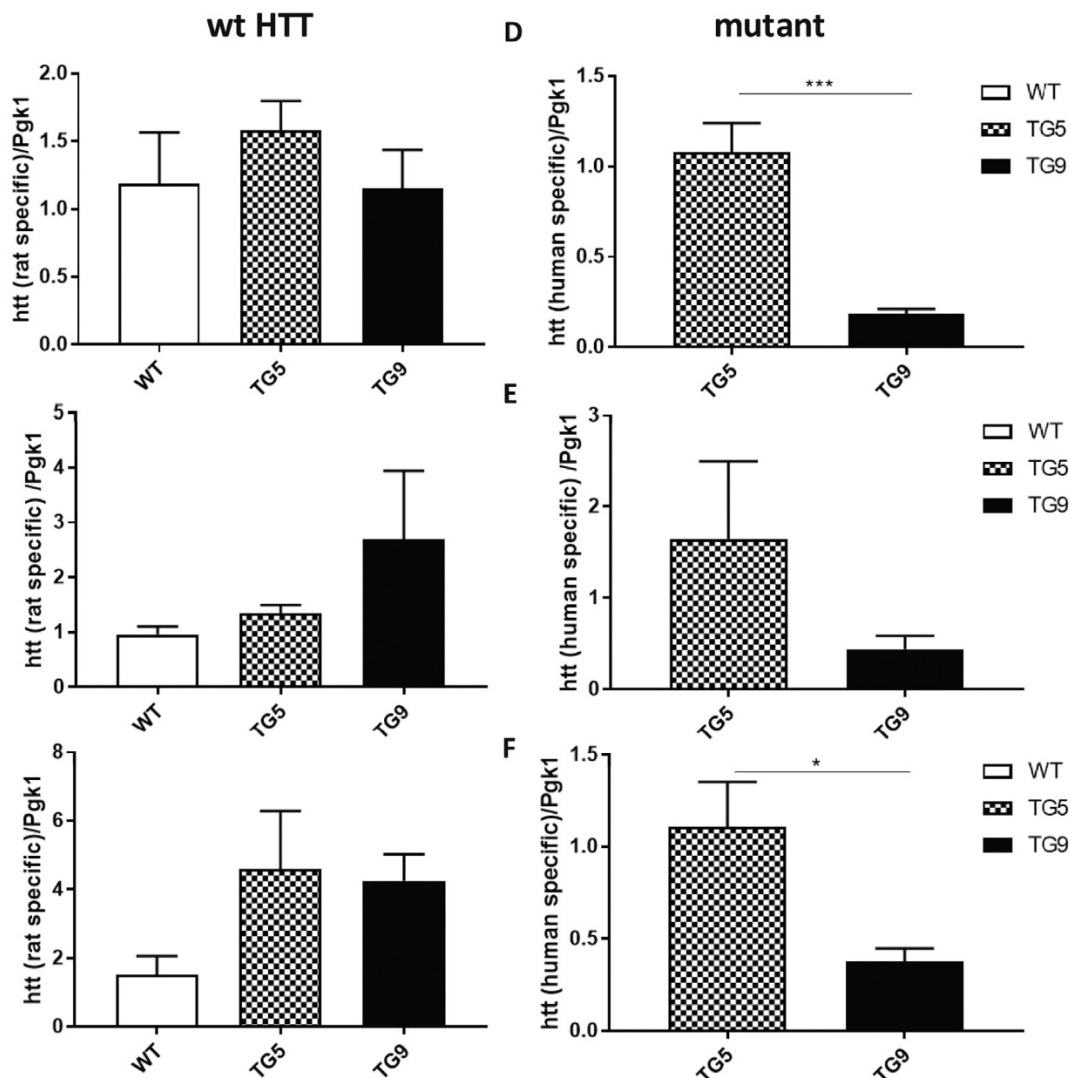 wt HTT
D
mutant
htt (rat specific)/Pgk1
2.0
1.5
1.0
0.5
0.0
WT
TG5
TG9
htt (human specific)/Pgk1
1.5
1.0
0.5
0.0
***
TG5
TG9
WT
TG5
TG9
E
htt (rat specific) /Pgk1
5
4
3
2
1
0
WT
TG5
TG9
htt (human specific) /Pgk1
3
2
1
0
TG5
TG9
WT
TG5
TG9
F
htt (rat specific)/Pgk1
8
6
4
2
0
WT
TG5
TG9
htt (human specific)/Pgk1
1.5
1.0
0.5
0.0
*
TG5
TG9
WT
TG5
TG9